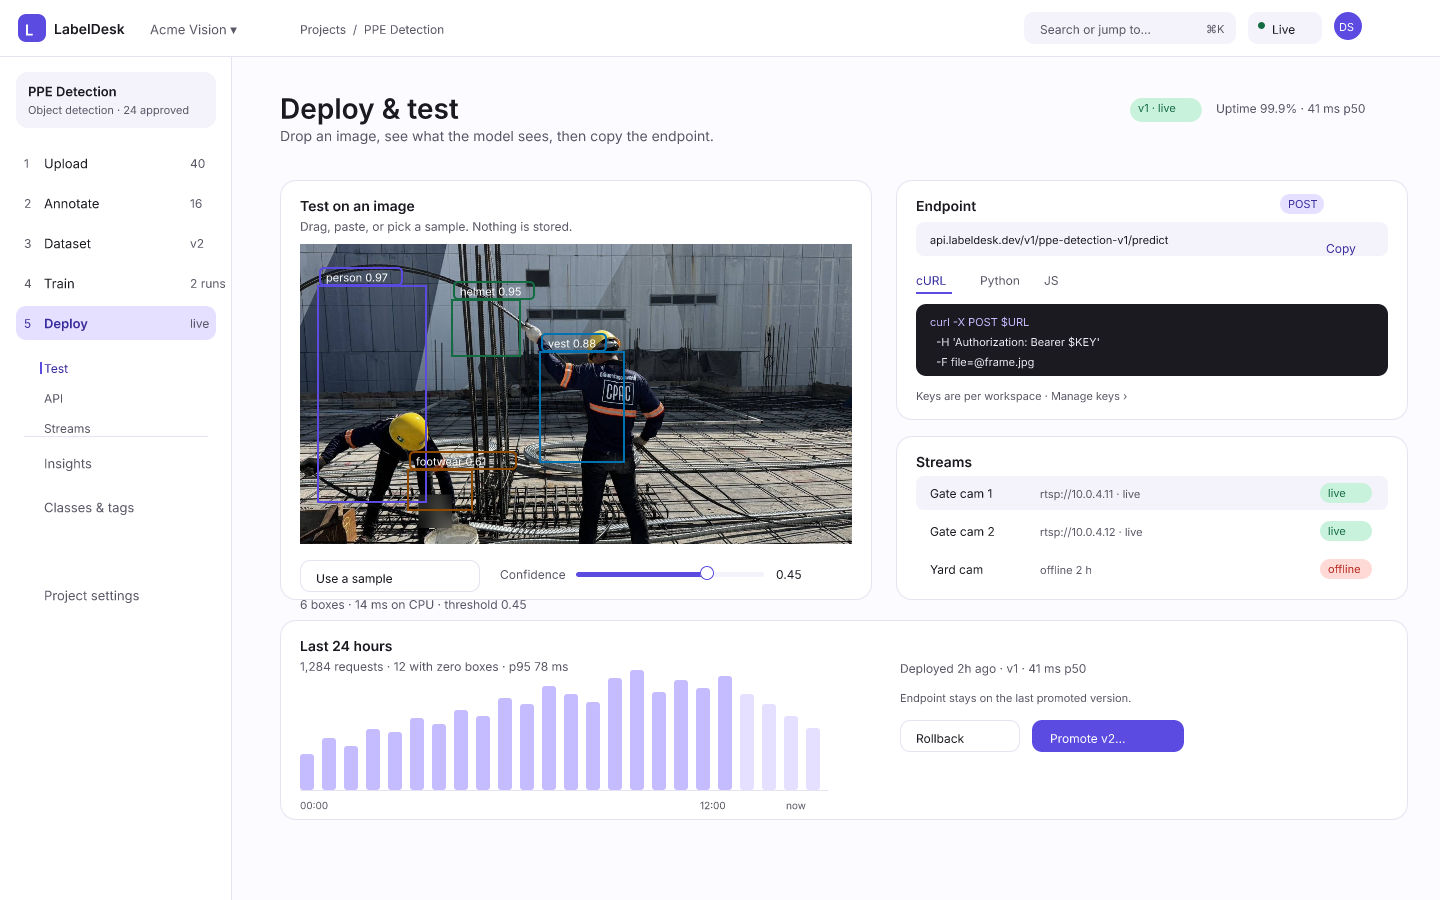 L LabelDesk Acme Vision ▾ Projects / PPE Detection Search or jump to... ⌘K Live DS
PPE Detection
Object detection · 24 approved
1 Upload 40
2 Annotate 16
3 Dataset v2
4 Train 2 runs
5 Deploy live
Test
API
Streams
Insights
Classes & tags
Project settings
Deploy & test
Drop an image, see what the model sees, then copy the endpoint.
v1 · live Uptime 99.9% · 41 ms p50
Test on an image
Drag, paste, or pick a sample. Nothing is stored.
person 0.97
helmet 0.95
vest 0.88
CPAC
footwear 0.61
Use a sample Confidence 0.45
6 boxes · 14 ms on CPU · threshold 0.45
Endpoint POST
api.labeldesk.dev/v1/ppe-detection-v1/predict Copy
cURL Python JS
curl -X POST $URL
-H 'Authorization: Bearer $KEY'
-F file=@frame.jpg
Keys are per workspace · Manage keys ›
Streams
Gate cam 1 rtsp://10.0.4.11 · live live
Gate cam 2 rtsp://10.0.4.12 · live live
Yard cam offline 2 h offline
Last 24 hours
1,284 requests · 12 with zero boxes · p95 78 ms
00:00 12:00 now
Deployed 2h ago · v1 · 41 ms p50
Endpoint stays on the last promoted version.
Rollback Promote v2...